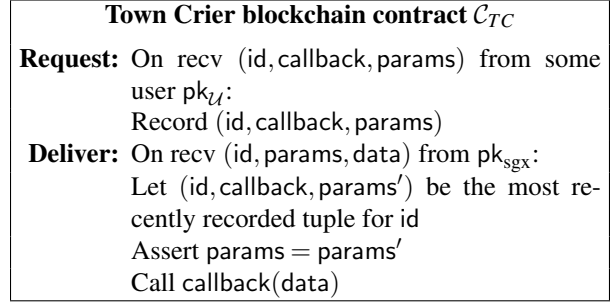 Town Crier blockchain contract 𝒞_TC
Request: On recv (id, callback, params) from some
user pk_𝒰:
Record (id, callback, params)
Deliver: On recv (id, params, data) from pk_sgx:
Let (id, callback, params′) be the most re-
cently recorded tuple for id
Assert params = params′
Call callback(data)